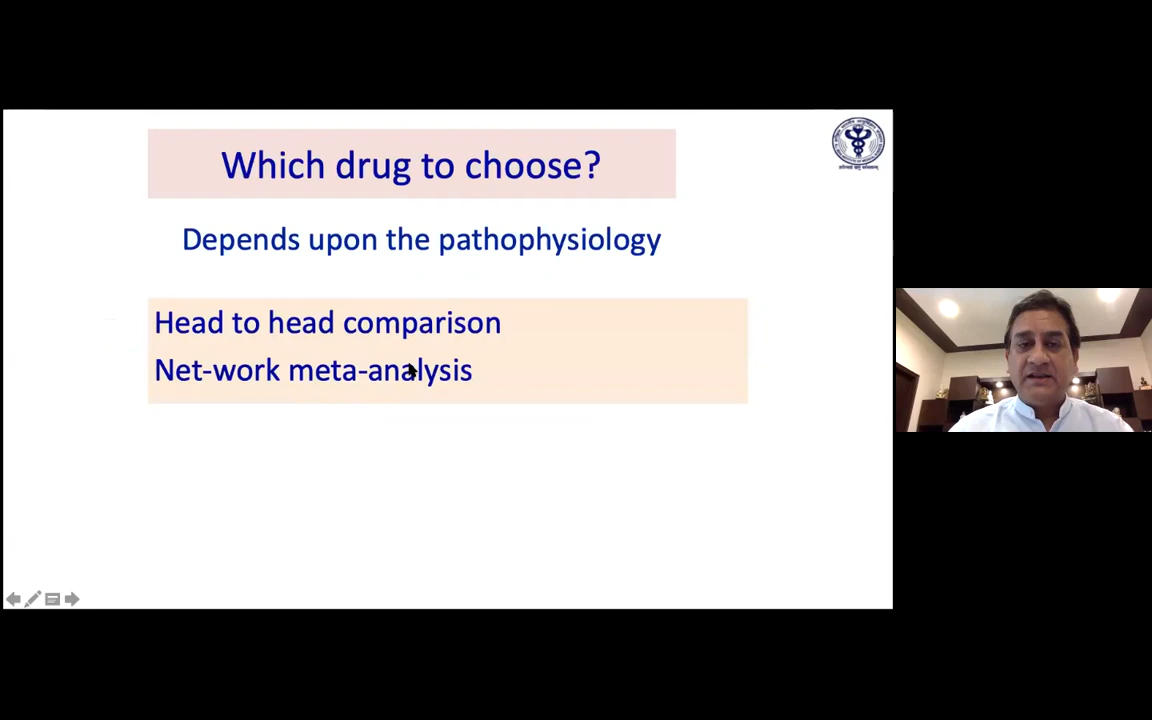 Which drug to choose?
Depends upon the pathophysiology
Head to head comparison
Net-work meta-analysis